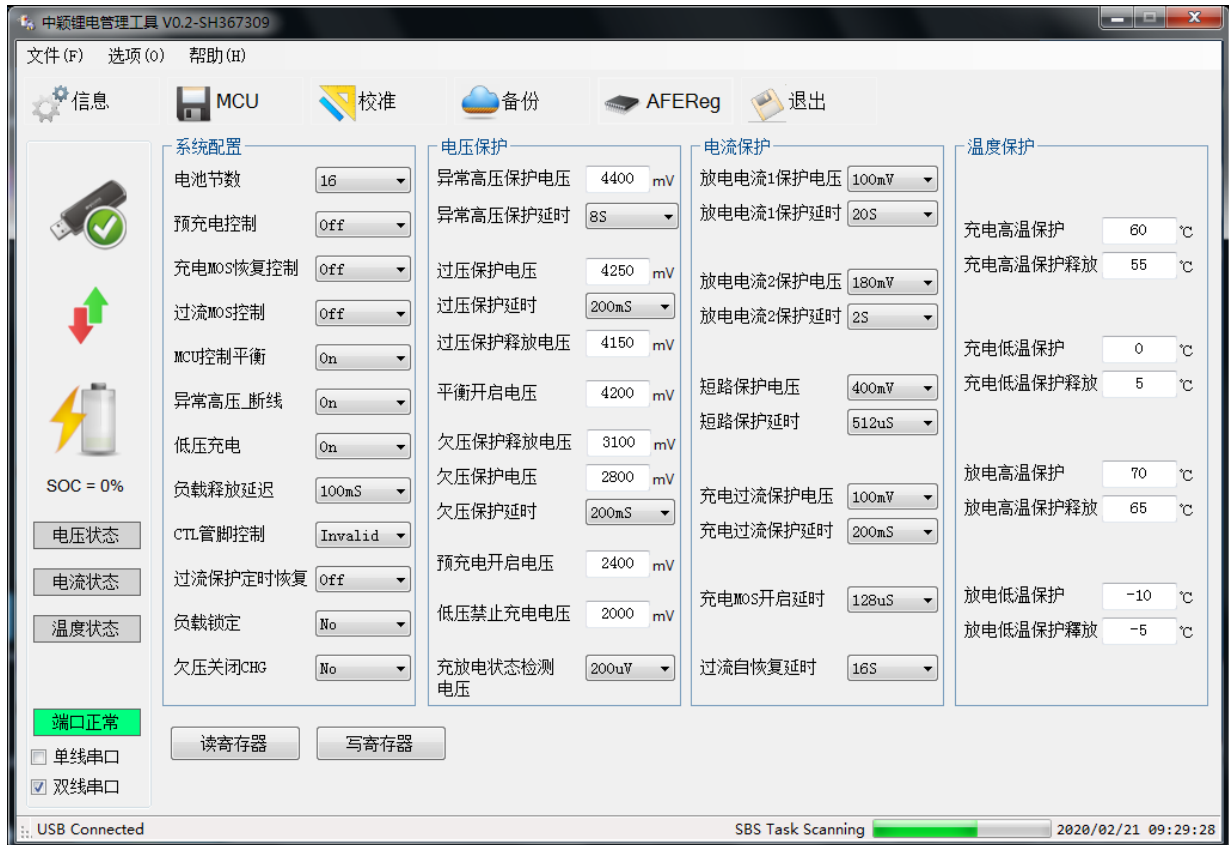 中颖锂电管理工具 V0.2-SH367309
文件(F) 选项(O) 帮助(H)
信息 MCU 校准 备份 AFEReg 退出
SOC = 0%
电压状态
电流状态
温度状态
端口正常
单线串口
双线串口
系统配置
电池节数 16
预充电控制 Off
充电MOS恢复控制 Off
过流MOS控制 Off
MCU控制平衡 On
异常高压_断线 On
低压充电 On
负载释放延迟 100mS
CTL管脚控制 Invalid
过流保护定时恢复 Off
负载锁定 No
欠压关闭CHG No
电压保护
异常高压保护电压 4400 mV
异常高压保护延时 8S
过压保护电压 4250 mV
过压保护延时 200mS
过压保护释放电压 4150 mV
平衡开启电压 4200 mV
欠压保护释放电压 3100 mV
欠压保护电压 2800 mV
欠压保护延时 200mS
预充电开启电压 2400 mV
低压禁止充电电压 2000 mV
充放电状态检测 200uV
电压
电流保护
放电电流1保护电压 100mV
放电电流1保护延时 20S
放电电流2保护电压 180mV
放电电流2保护延时 2S
短路保护电压 400mV
短路保护延时 512uS
充电过流保护电压 100mV
充电过流保护延时 200mS
充电MOS开启延时 128uS
过流自恢复延时 16S
温度保护
充电高温保护 60 ℃
充电高温保护释放 55 ℃
充电低温保护 0 ℃
充电低温保护释放 5 ℃
放电高温保护 70 ℃
放电高温保护释放 65 ℃
放电低温保护 -10 ℃
放电低温保护釋放 -5 ℃
读寄存器 写寄存器
USB Connected SBS Task Scanning 2020/02/21 09:29:28